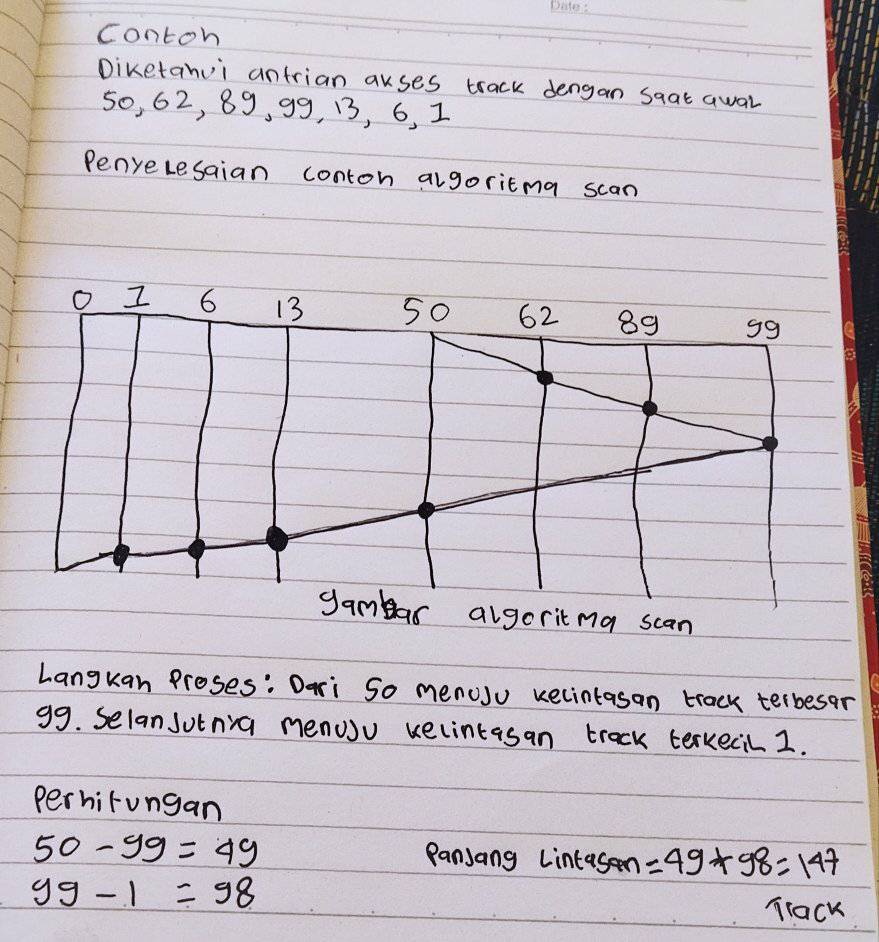 Date:
Contoh
Diketahui antrian akses track dengan saat awal
50, 62, 89, 99, 13, 6, 1
Penyelesaian contoh algoritma scan
0 1 6 13 50 62 89 99
gambar algoritma scan
Langkah Proses: Dari 50 menuju kelintasan track terbesar
99. Selanjutnya menuju kelintasan track terkecil 1.
Perhitungan
50 - 99 = 49
99 - 1 = 98
Panjang Lintasan = 49 + 98 = 147
Track